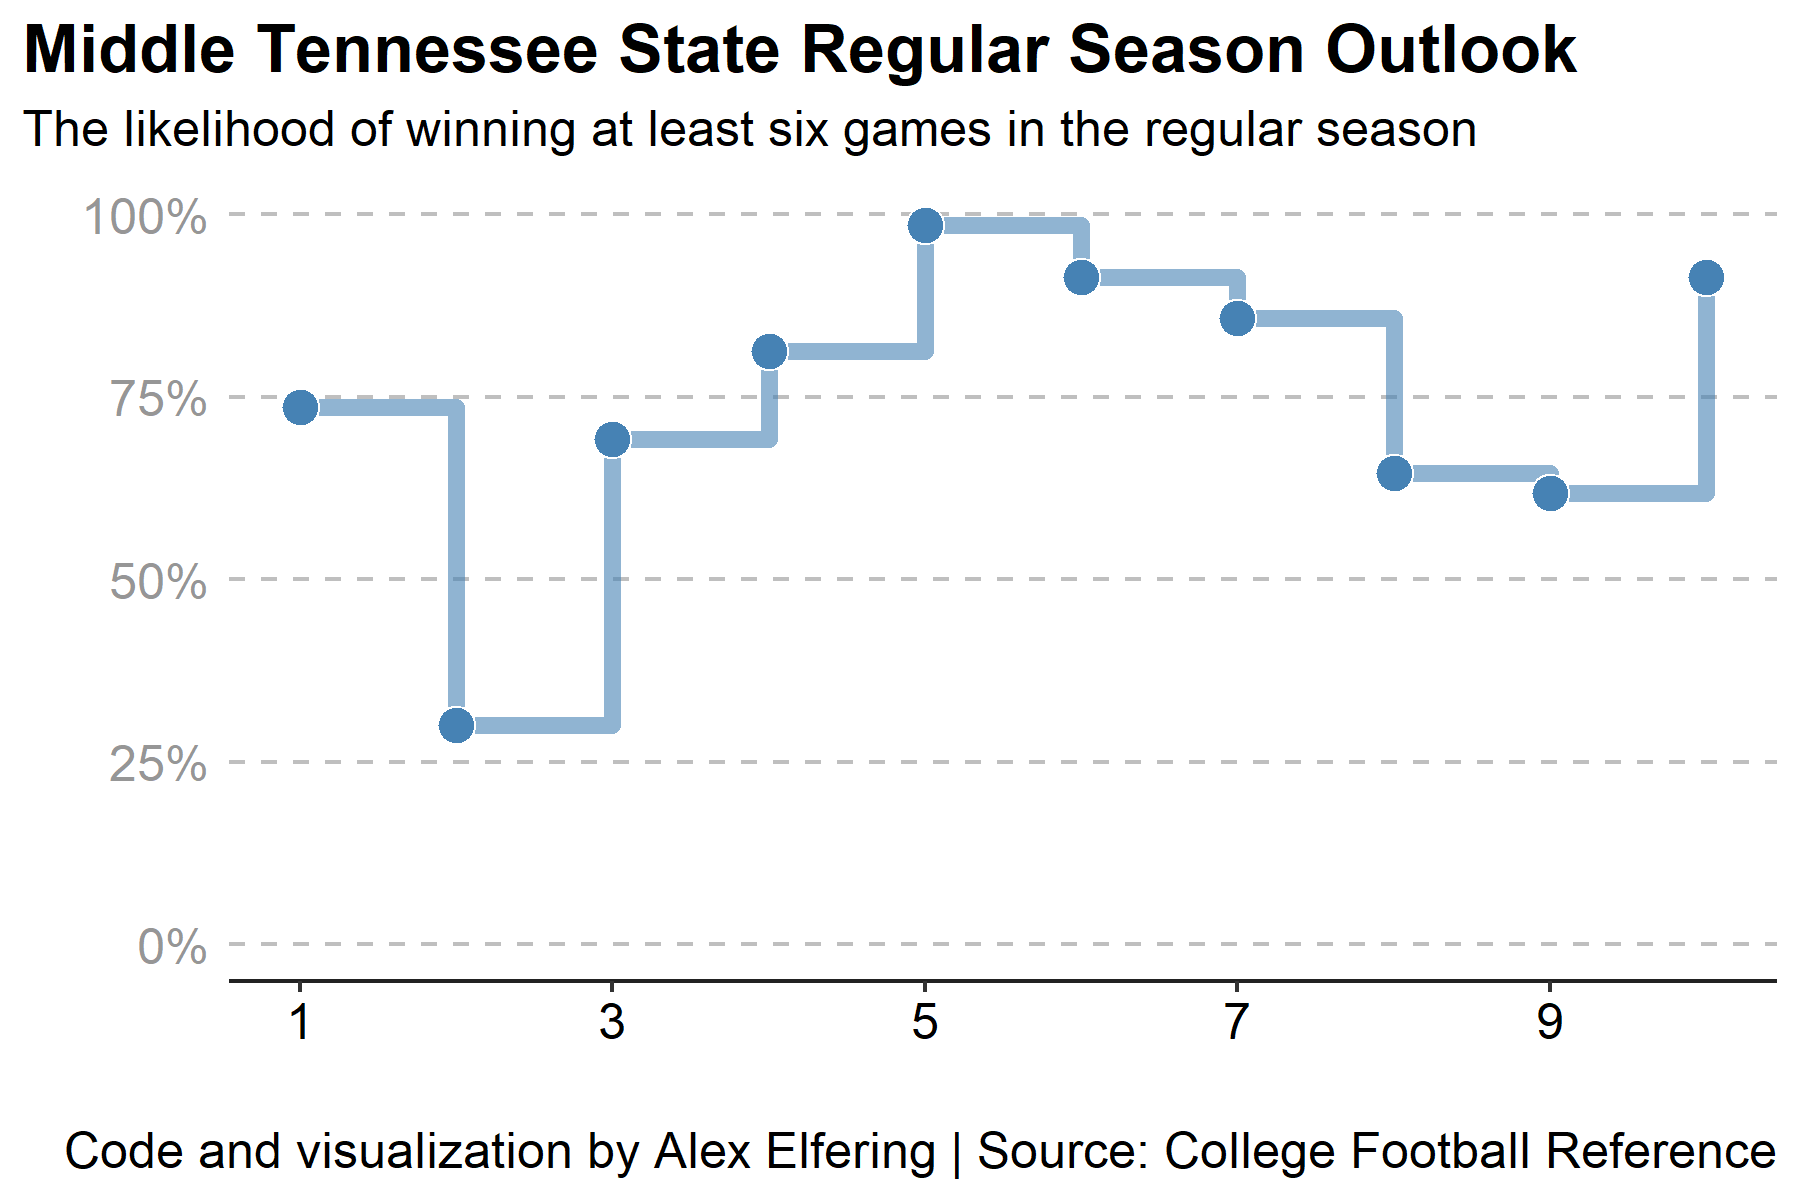 Middle Tennessee State Regular Season Outlook
The likelihood of winning at least six games in the regular season
100%
75%
50%
25%
0%
1 3 5 7 9
Code and visualization by Alex Elfering | Source: College Football Reference